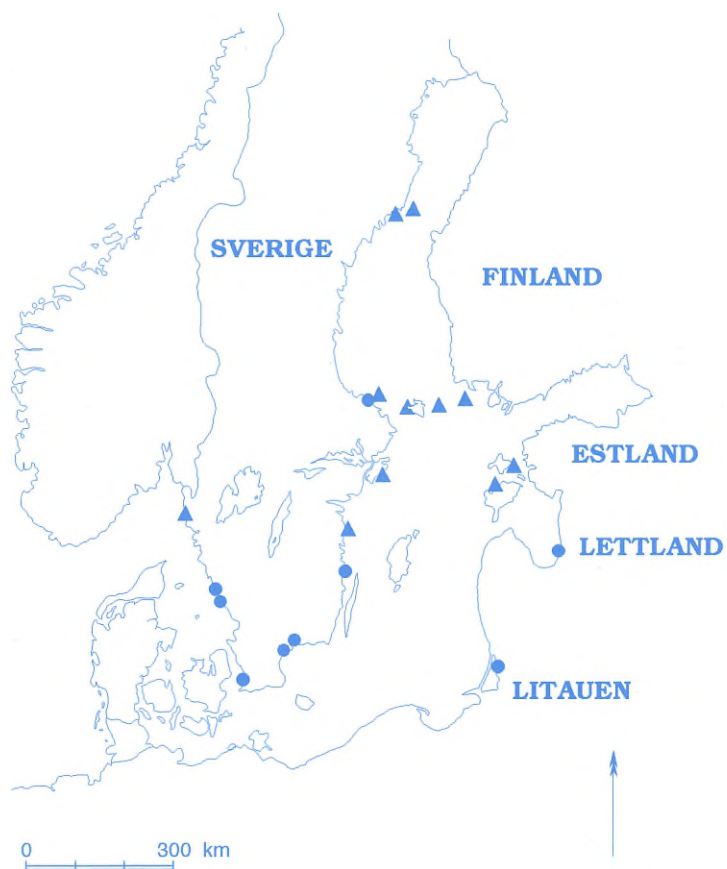 SVERIGE
FINLAND
ESTLAND
LETTLAND
LITAUEN
0 300 km